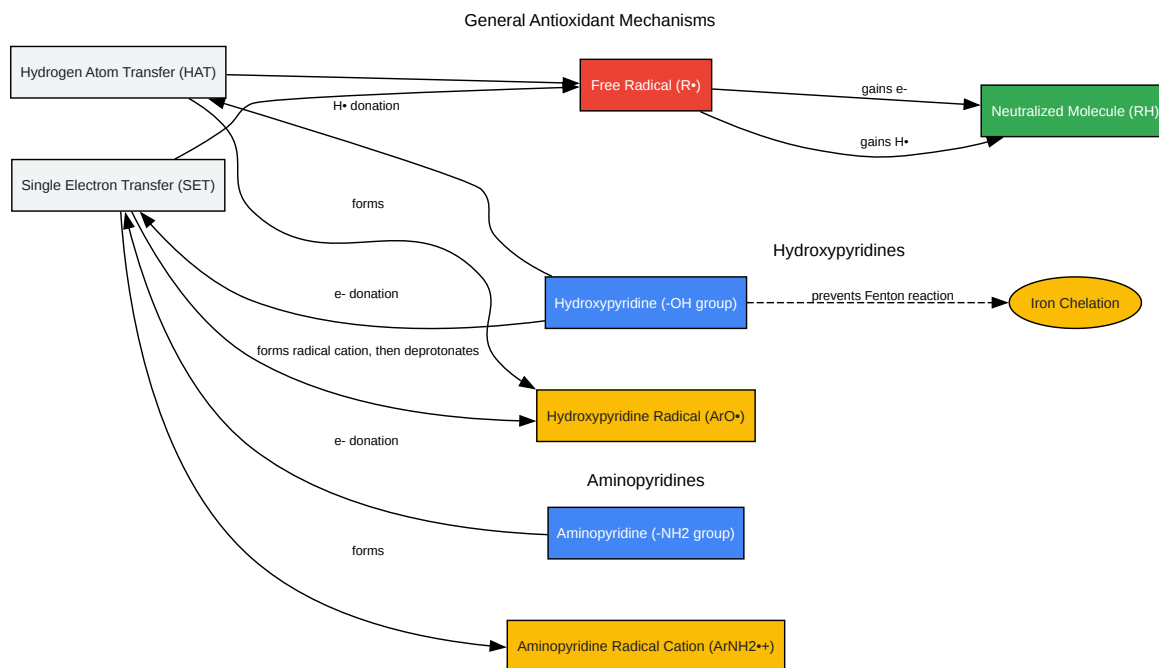 General Antioxidant Mechanisms
Hydrogen Atom Transfer (HAT)
Free Radical (R•)
gains e-
Neutralized Molecule (RH)
H• donation
gains H•
Single Electron Transfer (SET)
forms
Hydroxypyridines
e- donation
Hydroxypyridine (-OH group)
prevents Fenton reaction
Iron Chelation
forms radical cation, then deprotonates
Hydroxypyridine Radical (ArO•)
e- donation
Aminopyridines
Aminopyridine (-NH2 group)
forms
Aminopyridine Radical Cation (ArNH2•+)